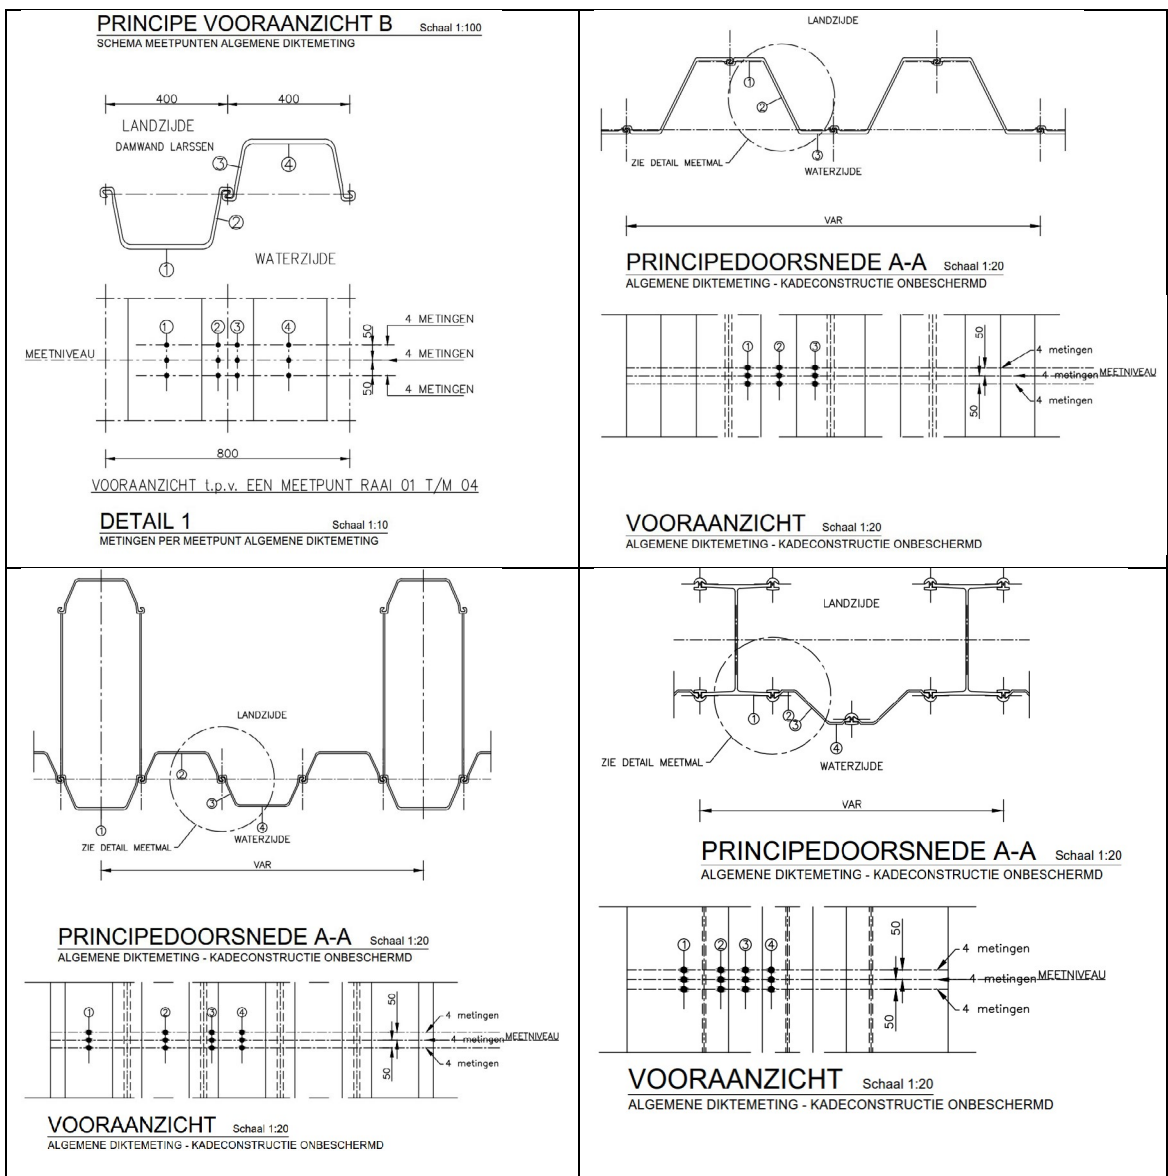 PRINCIPE VOORAANZICHT B Schaal 1:100
SCHEMA MEETPUNTEN ALGEMENE DIKTEMETING
400 400
LANDZIJDE
DAMWAND LARSSEN
3 4
2
WATERZIJDE
1
1 2 3 4
50
4 METINGEN
MEETNIVEAU 4 METINGEN
50
4 METINGEN
800
VOORAANZICHT t.p.v. EEN MEETPUNT RAAI 01 T/M 04
DETAIL 1 Schaal 1:10
METINGEN PER MEETPUNT ALGEMENE DIKTEMETING
LANDZIJDE
1
2
3
ZIE DETAIL MEETMAL
WATERZIJDE
VAR
PRINCIPEDOORSNEDE A-A Schaal 1:20
ALGEMENE DIKTEMETING - KADECONSTRUCTIE ONBESCHERMD
1 2 3
50
4 metingen
4 metingen MEETNIVEAU
50
4 metingen
VOORAANZICHT Schaal 1:20
ALGEMENE DIKTEMETING - KADECONSTRUCTIE ONBESCHERMD
LANDZIJDE
2
3
1 4
WATERZIJDE
ZIE DETAIL MEETMAL
VAR
PRINCIPEDOORSNEDE A-A Schaal 1:20
ALGEMENE DIKTEMETING - KADECONSTRUCTIE ONBESCHERMD
1 2 3 4
50
4 metingen
4 metingen MEETNIVEAU
50
4 metingen
VOORAANZICHT Schaal 1:20
ALGEMENE DIKTEMETING - KADECONSTRUCTIE ONBESCHERMD
LANDZIJDE
1 2
3
4
ZIE DETAIL MEETMAL
WATERZIJDE
VAR
PRINCIPEDOORSNEDE A-A Schaal 1:20
ALGEMENE DIKTEMETING - KADECONSTRUCTIE ONBESCHERMD
1 2 3 4
50
4 metingen
4 metingen MEETNIVEAU
50
4 metingen
VOORAANZICHT Schaal 1:20
ALGEMENE DIKTEMETING - KADECONSTRUCTIE ONBESCHERMD